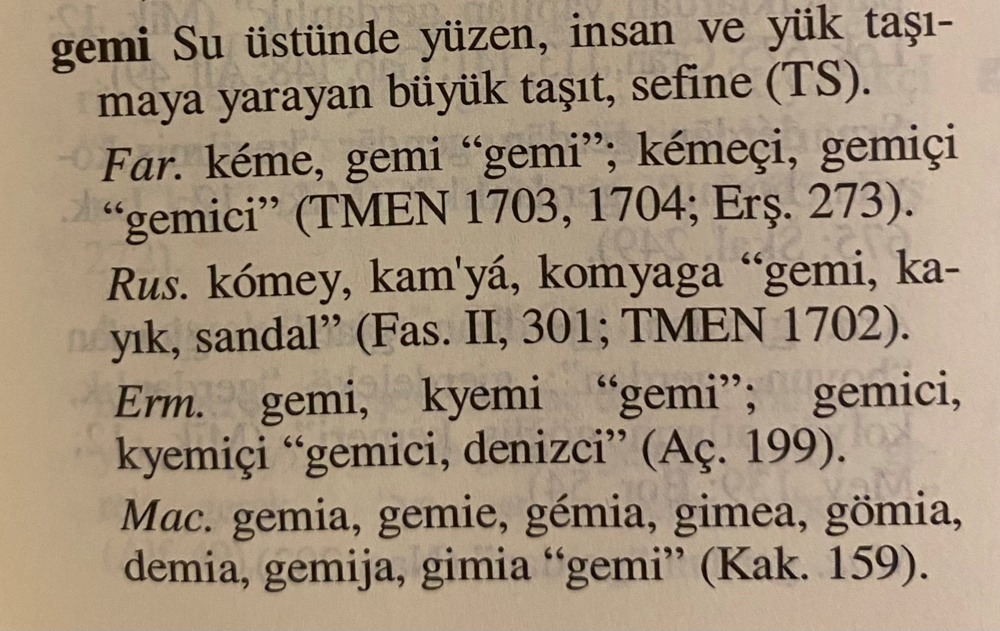 gemi Su üstünde yüzen, insan ve yük taşı-
maya yarayan büyük taşıt, sefine (TS).
Far. kéme, gemi “gemi”; kémeçi, gemiçi
“gemici” (TMEN 1703, 1704; Erş. 273).
Rus. kómey, kam'yá, komyaga “gemi, ka-
yık, sandal” (Fas. II, 301; TMEN 1702).
Erm. gemi, kyemi “gemi”; gemici,
kyemiçi “gemici, denizci” (Aç. 199).
Mac. gemia, gemie, gémia, gimea, gömia,
demia, gemija, gimia “gemi” (Kak. 159).